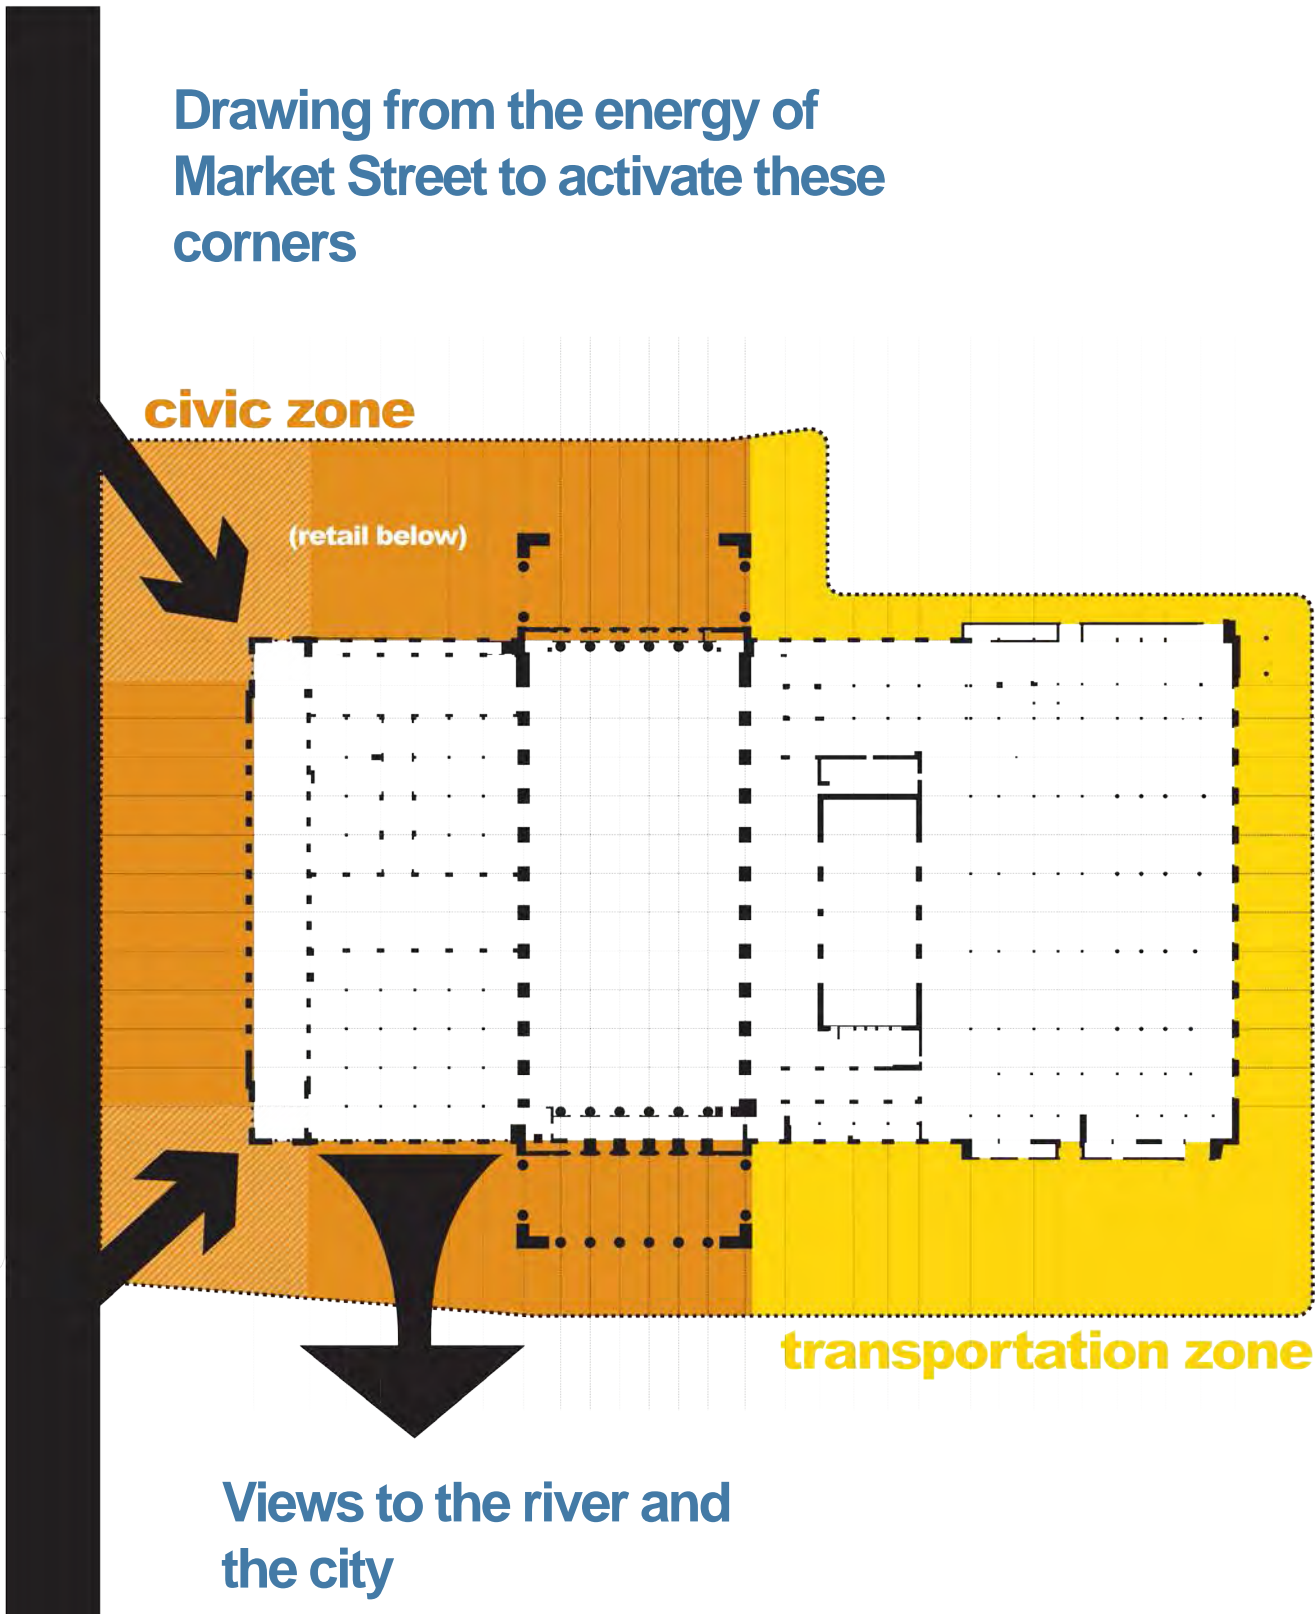 Drawing from the energy of
Market Street to activate these
corners
civic zone
(retail below)
transportation zone
Views to the river and
the city